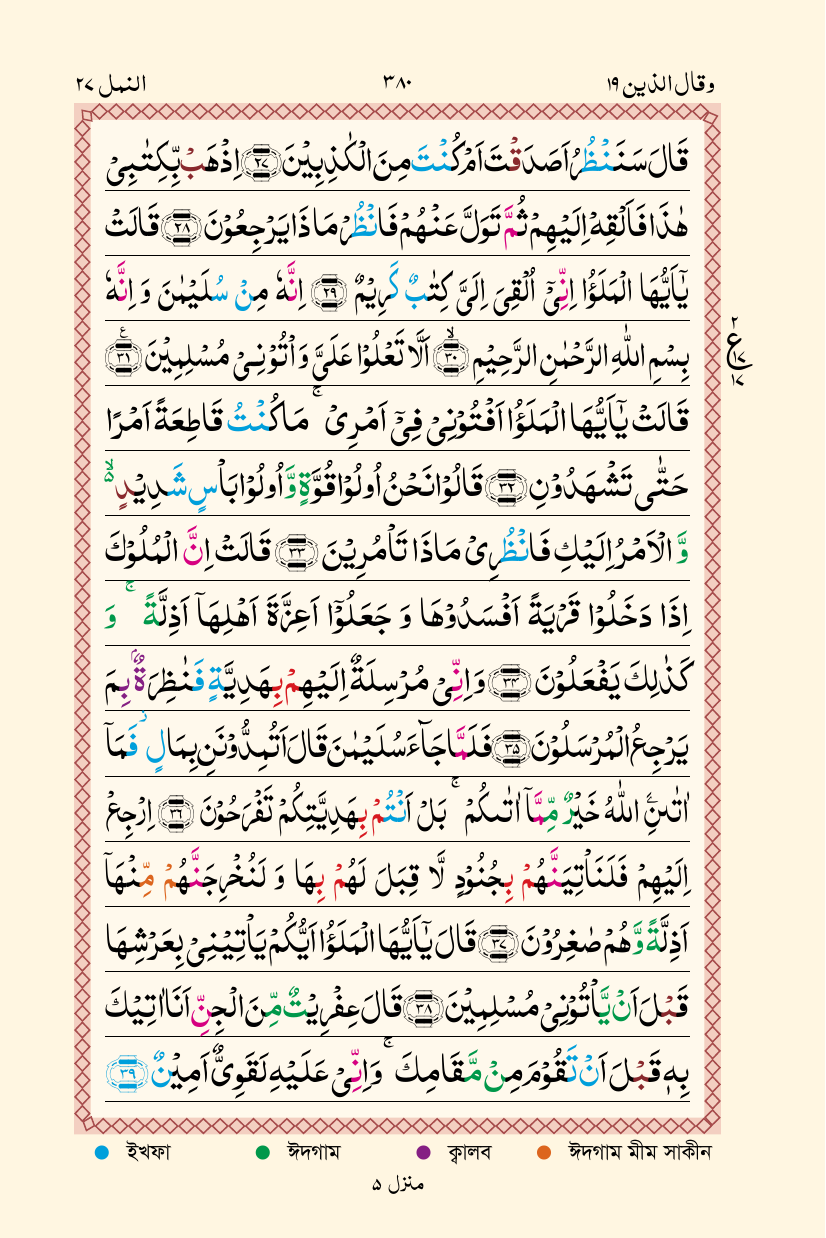 وقال الذين ١٩
٣٨٠
النمل ٢٧
قَالَ سَنَنْظُرُ اَصَدَقْتَ اَمْ كُنْتَ مِنَ الْكٰذِبِيْنَ ۝٢٧ اِذْهَبْ بِّكِتٰبِيْ
هٰذَا فَاَلْقِهْ اِلَيْهِمْ ثُمَّ تَوَلَّ عَنْهُمْ فَانْظُرْ مَاذَا يَرْجِعُوْنَ ۝٢٨ قَالَتْ
يٰٓاَيُّهَا الْمَلَؤُا اِنِّيْٓ اُلْقِيَ اِلَيَّ كِتٰبٌ كَرِيْمٌ ۝٢٩ اِنَّهٗ مِنْ سُلَيْمٰنَ وَ اِنَّهٗ
بِسْمِ اللّٰهِ الرَّحْمٰنِ الرَّحِيْمِ ۝٣٠ۙ اَلَّا تَعْلُوْا عَلَيَّ وَاْتُوْنِيْ مُسْلِمِيْنَ ۝٣١ۧ
٢
ع
١٧
١٧
قَالَتْ يٰٓاَيُّهَا الْمَلَؤُا اَفْتُوْنِيْ فِيْٓ اَمْرِيْ ۚ مَا كُنْتُ قَاطِعَةً اَمْرًا
حَتّٰى تَشْهَدُوْنِ ۝٣٢ قَالُوْا نَحْنُ اُولُوْا قُوَّةٍ وَّ اُولُوْا بَاْسٍ شَدِيْدٍ ۙ۬
وَّ الْاَمْرُ اِلَيْكِ فَانْظُرِيْ مَاذَا تَاْمُرِيْنَ ۝٣٣ قَالَتْ اِنَّ الْمُلُوْكَ
اِذَا دَخَلُوْا قَرْيَةً اَفْسَدُوْهَا وَ جَعَلُوْٓا اَعِزَّةَ اَهْلِهَآ اَذِلَّةً ۚ وَ
كَذٰلِكَ يَفْعَلُوْنَ ۝٣٤ وَاِنِّيْ مُرْسِلَةٌ اِلَيْهِمْ بِهَدِيَّةٍ فَنٰظِرَةٌۢ بِمَ
يَرْجِعُ الْمُرْسَلُوْنَ ۝٣٥ فَلَمَّا جَآءَ سُلَيْمٰنَ قَالَ اَتُمِدُّوْنَنِ بِمَالٍ ؗ فَمَآ
اٰتٰىنِۦَٔ اللّٰهُ خَيْرٌ مِّمَّآ اٰتٰىكُمْ ۚ بَلْ اَنْتُمْ بِهَدِيَّتِكُمْ تَفْرَحُوْنَ ۝٣٦ اِرْجِعْ
اِلَيْهِمْ فَلَنَاْتِيَنَّهُمْ بِجُنُوْدٍ لَّا قِبَلَ لَهُمْ بِهَا وَ لَنُخْرِجَنَّهُمْ مِّنْهَآ
اَذِلَّةً وَّهُمْ صٰغِرُوْنَ ۝٣٧ قَالَ يٰٓاَيُّهَا الْمَلَؤُا اَيُّكُمْ يَاْتِيْنِيْ بِعَرْشِهَا
قَبْلَ اَنْ يَّاْتُوْنِيْ مُسْلِمِيْنَ ۝٣٨ قَالَ عِفْرِيْتٌ مِّنَ الْجِنِّ اَنَا اٰتِيْكَ
بِهٖ قَبْلَ اَنْ تَقُوْمَ مِنْ مَّقَامِكَ ۚ وَاِنِّيْ عَلَيْهِ لَقَوِيٌّ اَمِيْنٌ ۝٣٩
ইখফা ঈদগাম ক্বালব ঈদগাম মীম সাকীন
منزل ٥